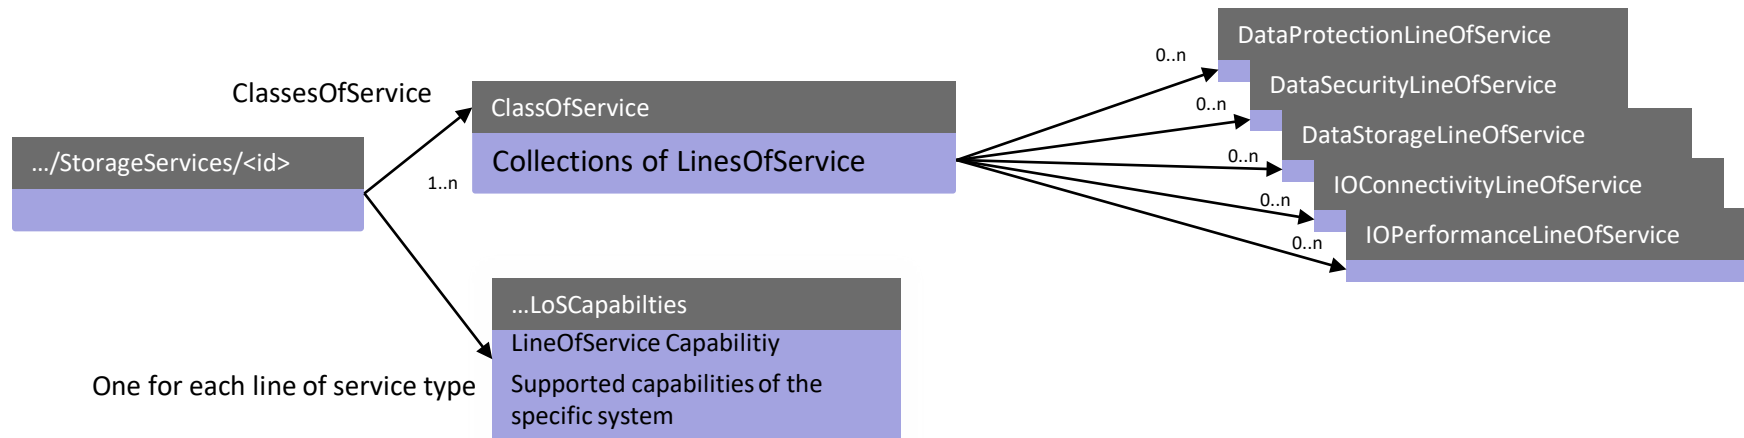 ClassesOfService
…/StorageServices/<id>
1..n
ClassOfService
Collections of LinesOfService
0..n
DataProtectionLineOfService
0..n
DataSecurityLineOfService
0..n
DataStorageLineOfService
0..n
IOConnectivityLineOfService
0..n
IOPerformanceLineOfService
One for each line of service type
…LoSCapabilties
LineOfService Capabilitiy
Supported capabilities of the
specific system